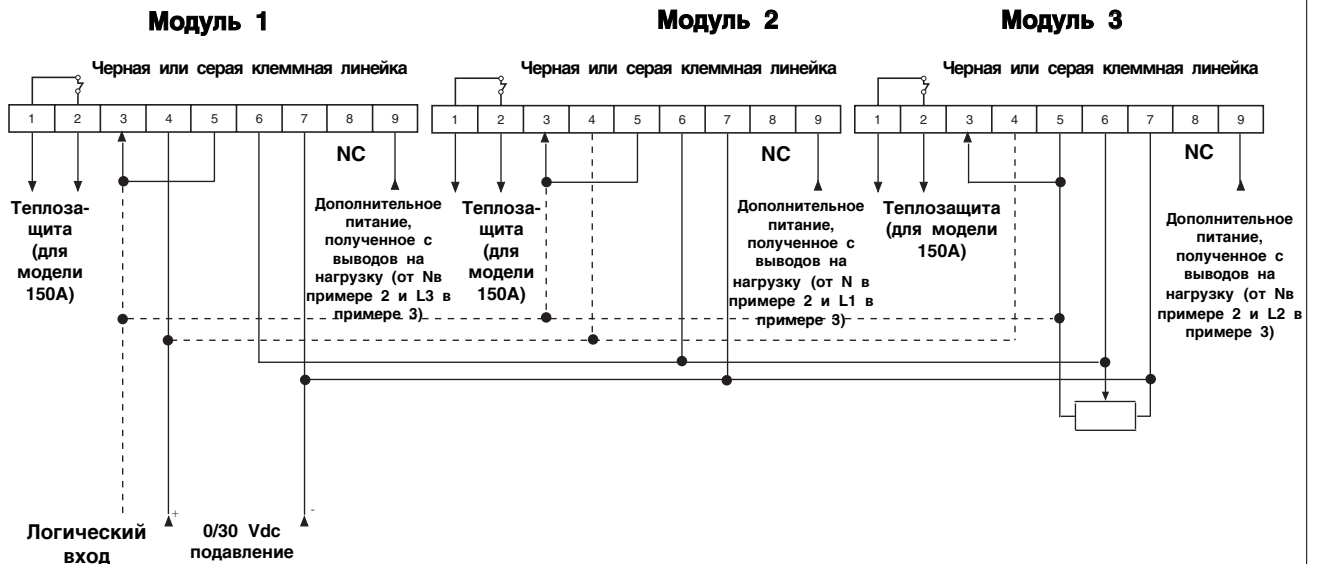 Модуль 1
Модуль 2
Модуль 3
Черная или серая клеммная линейка
Черная или серая клеммная линейка
Черная или серая клеммная линейка
1 2 3 4 5 6 7 8 9
1 2 3 4 5 6 7 8 9
1 2 3 4 5 6 7 8 9
NC
NC
NC
Теплоза-
щита
(для
модели
150A)
Дополнительное
питание,
полученное с
выводов на
нагрузку (от Nв
примере 2 и L3 в
примере 3)
Теплоза-
щита
(для
модели
150A)
Дополнительное
питание,
полученное с
выводов на
нагрузку (от N в
примере 2 и L1 в
примере 3)
Теплозащита
(для модели
150A)
Дополнительное
питание,
полученное с
выводов на
нагрузку (от Nв
примере 2 и L2 в
примере 3)
+
-
Логический
вход
0/30 Vdc
подавление